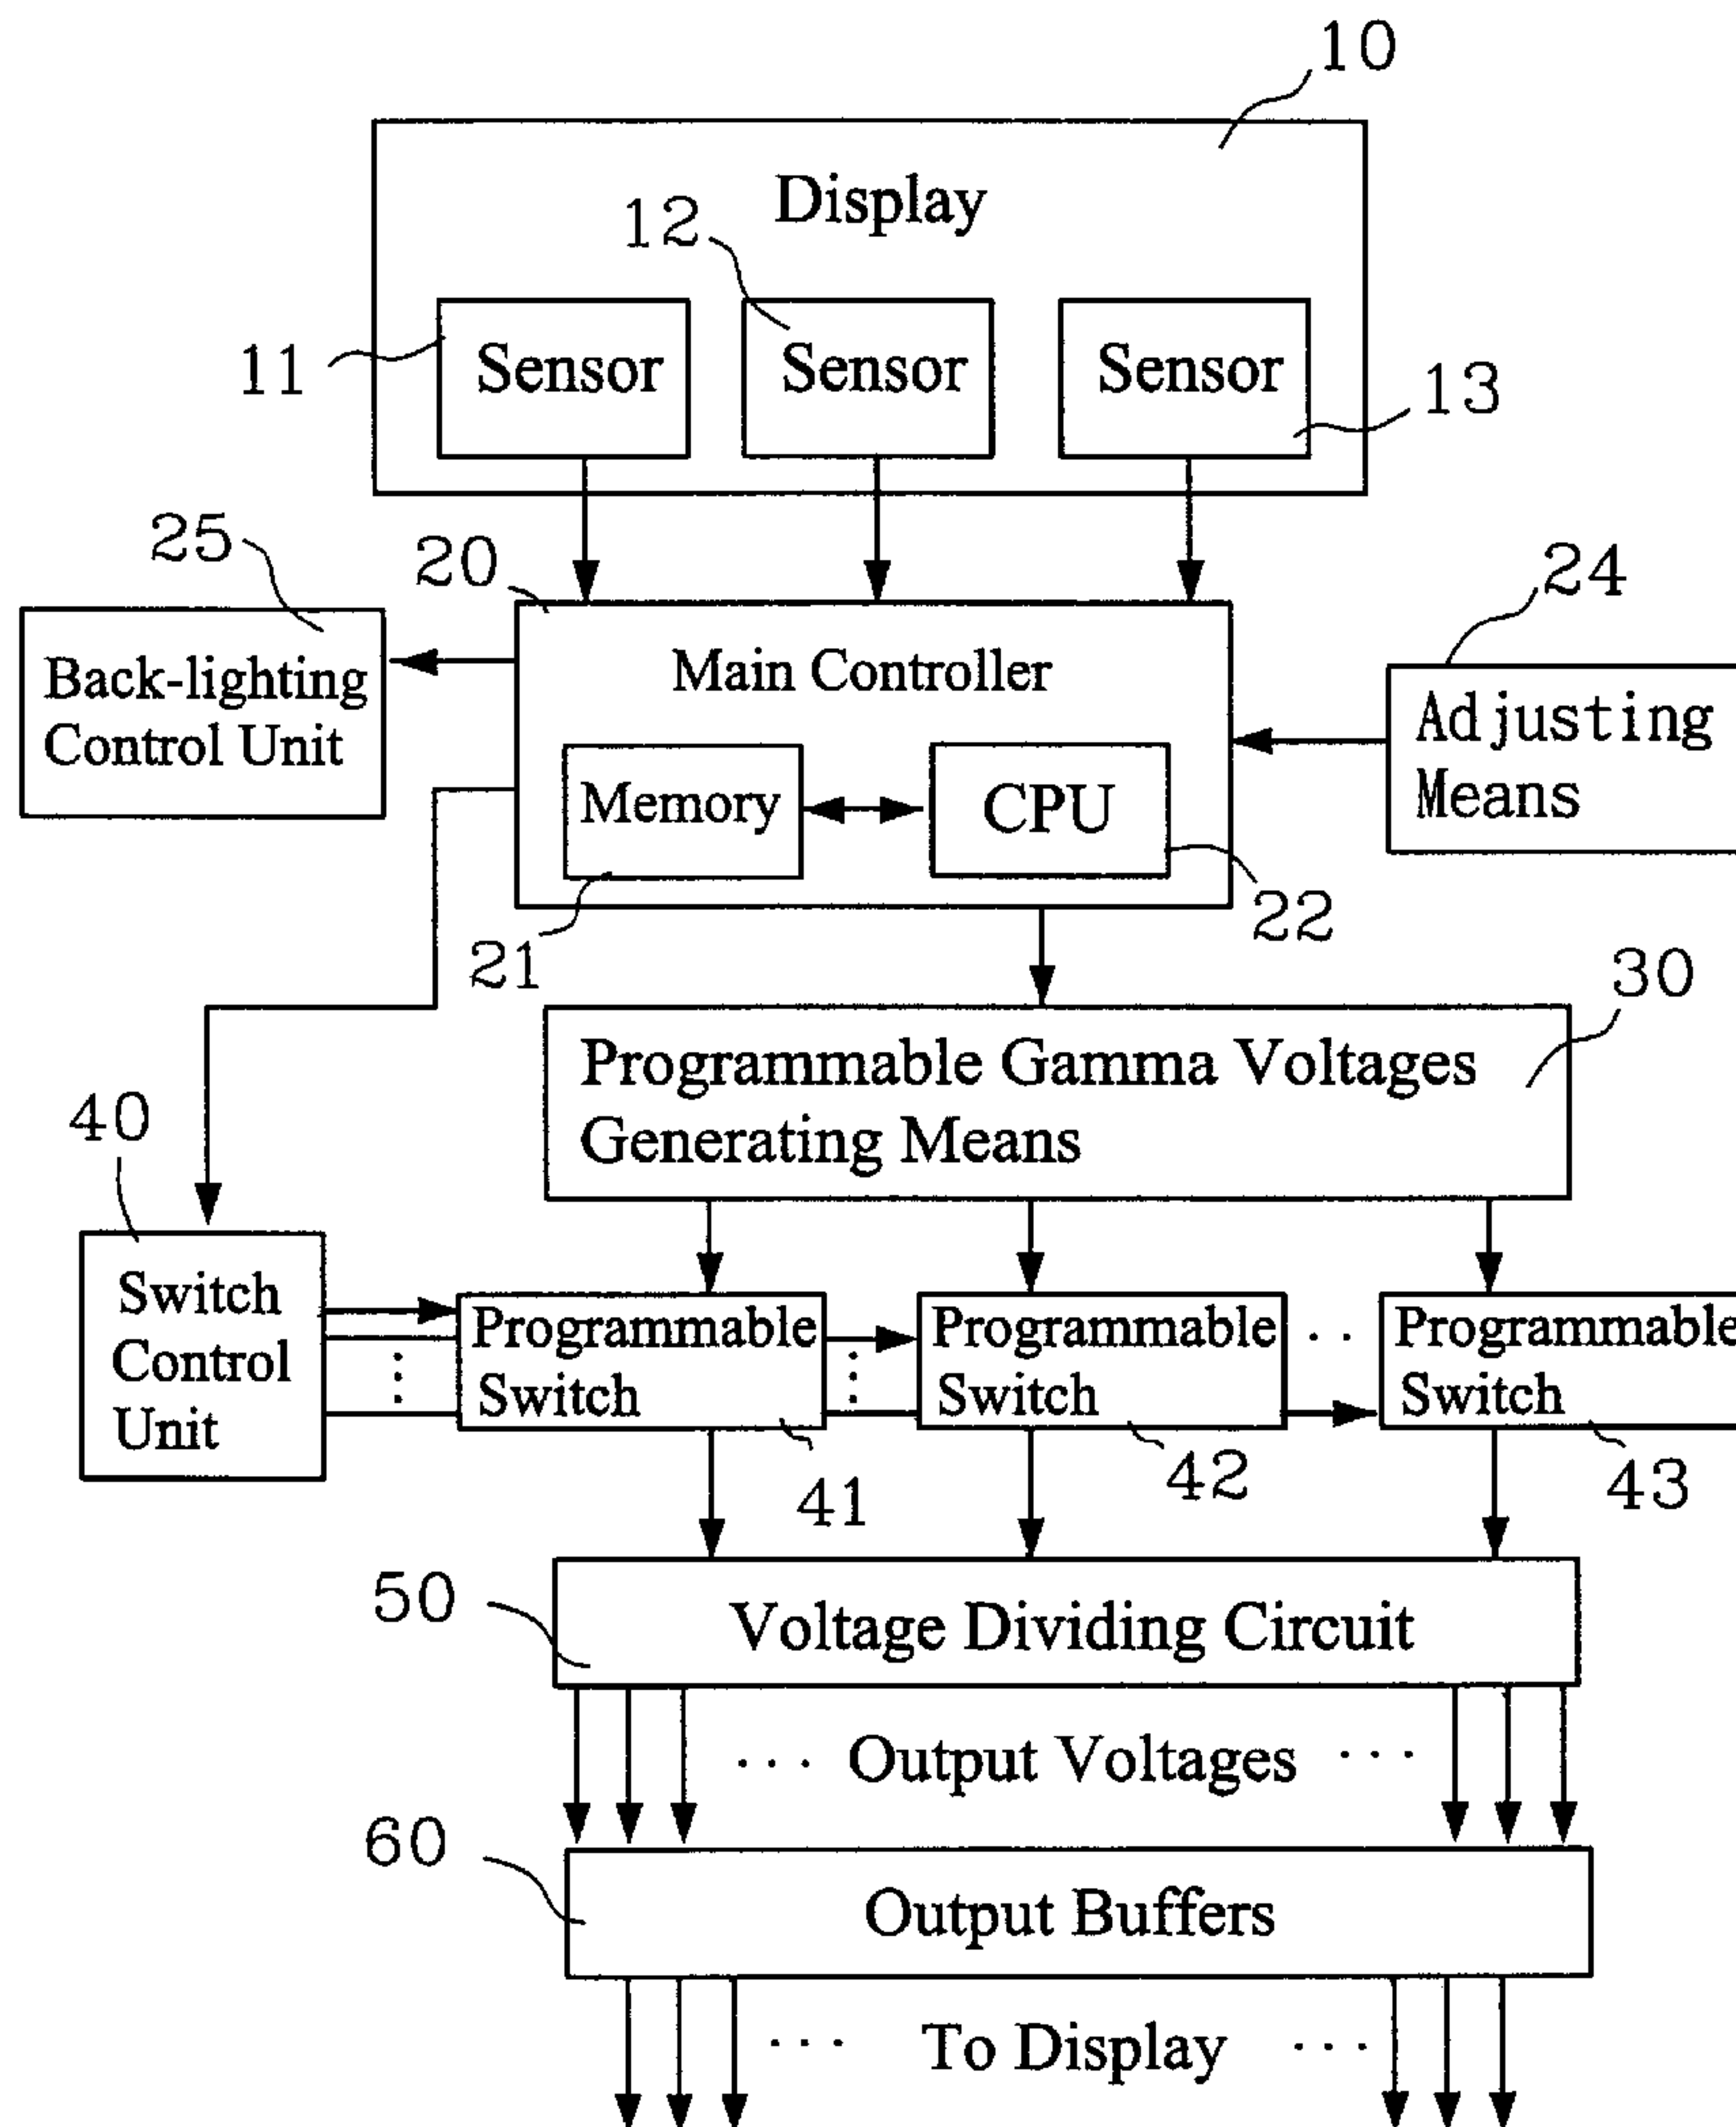 10
Display
12
11
Sensor
Sensor
Sensor
13
25
20
24
Back-lighting
Control Unit
Main Controller
Adjusting
Means
Memory
CPU
21
22
30
Programmable Gamma Voltages
Generating Means
40
Switch
Control
Unit
Programmable
Switch
Programmable
Switch
Programmable
Switch
41
42
43
50
Voltage Dividing Circuit
··· Output Voltages ···
60
Output Buffers
··· To Display ···